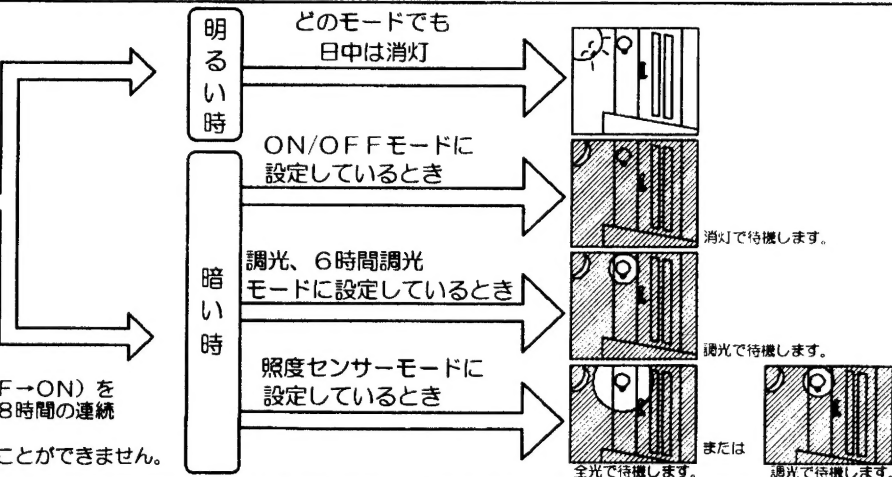 明るい時
どのモードでも
日中は消灯
暗い時
ON/OFFモードに
設定しているとき
消灯で待機します。
調光、6時間調光
モードに設定しているとき
調光で待機します。
照度センサーモードに
設定しているとき
全光で待機します。
または
調光で待機します。
F→ON)を
8時間の連続
ことができません。